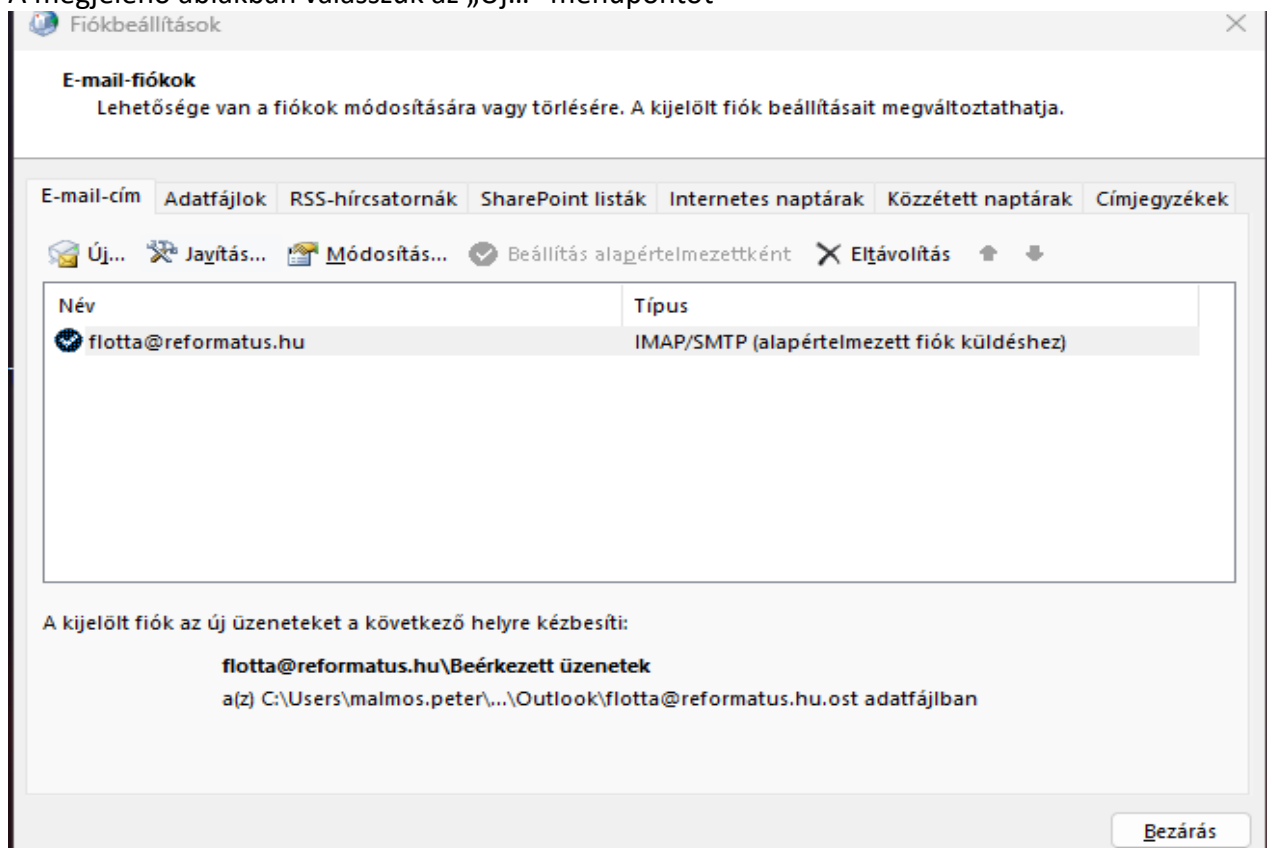 A megjelenő ablakban válasszuk az „Új…" menüpontot
Fiókbeállítások
E-mail-fiókok
Lehetősége van a fiókok módosítására vagy törlésére. A kijelölt fiók beállításait megváltoztathatja.
E-mail-cím Adatfájlok RSS-hírcsatornák SharePoint listák Internetes naptárak Közzétett naptárak Címjegyzékek
Új... Javítás... Módosítás... Beállítás alapértelmezettként Eltávolítás
Név Típus
flotta@reformatus.hu IMAP/SMTP (alapértelmezett fiók küldéshez)
A kijelölt fiók az új üzeneteket a következő helyre kézbesíti:
flotta@reformatus.hu\Beérkezett üzenetek
a(z) C:\Users\malmos.peter\...\Outlook\flotta@reformatus.hu.ost adatfájlban
Bezárás